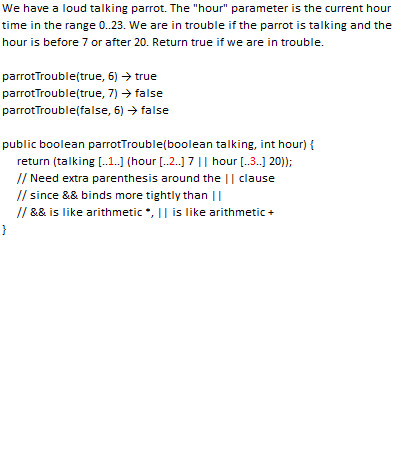 We have a loud talking parrot. The "hour" parameter is the current hour
time in the range 0..23. We are in trouble if the parrot is talking and the
hour is before 7 or after 20. Return true if we are in trouble.
parrotTrouble(true, 6) → true
parrotTrouble(true, 7) → false
parrotTrouble(false, 6) → false
public boolean parrotTrouble(boolean talking, int hour) {
return (talking [..1..] (hour [..2..] 7 || hour [..3..] 20));
// Need extra parenthesis around the || clause
// since && binds more tightly than ||
// && is like arithmetic *, || is like arithmetic +
}